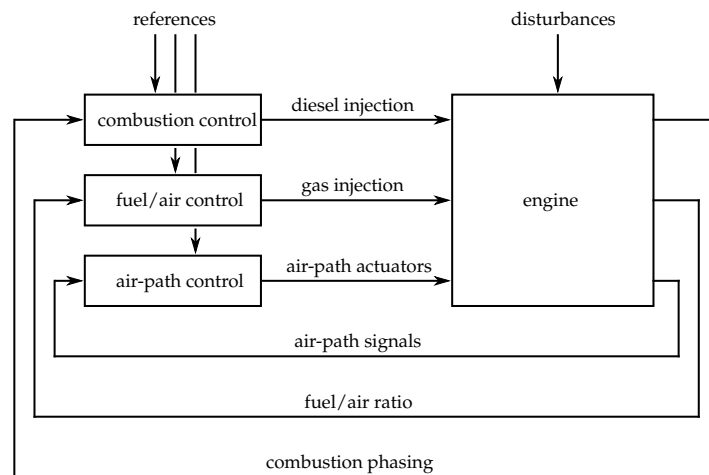 references
disturbances
combustion control
diesel injection
fuel/air control
gas injection
engine
air-path control
air-path actuators
air-path signals
fuel/air ratio
combustion phasing